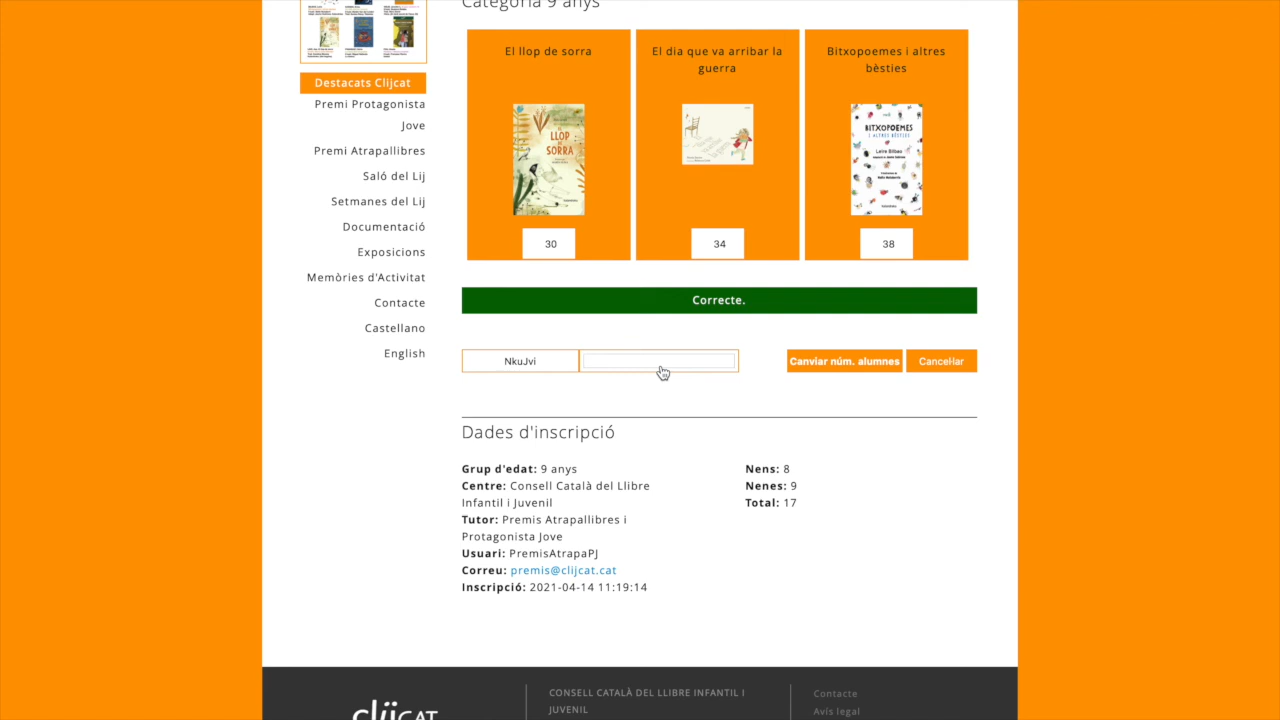 Categoria 9 anys
El llop de sorra
El dia que va arribar la
guerra
Bitxopoemes i altres
bèsties
LLOP
DE
SORRA
BITXOPOEMES
I ALTRES BÈSTIES
Leire Bilbao
30
34
38
Destacats Clijcat
Premi Protagonista
Jove
Premi Atrapallibres
Saló del Lij
Setmanes del Lij
Documentació
Exposicions
Memòries d'Activitat
Contacte
Castellano
English
Correcte.
NkuJvi
Canviar núm. alumnes
Cancel·lar
Dades d'inscripció
Grup d'edat: 9 anys
Centre: Consell Català del Llibre
Infantil i Juvenil
Tutor: Premis Atrapallibres i
Protagonista Jove
Usuari: PremisAtrapaPJ
Correu: premis@clijcat.cat
Inscripció: 2021-04-14 11:19:14
Nens: 8
Nenes: 9
Total: 17
clijCAT
CONSELL CATALÀ DEL LLIBRE INFANTIL I
JUVENIL
Contacte
Avís legal